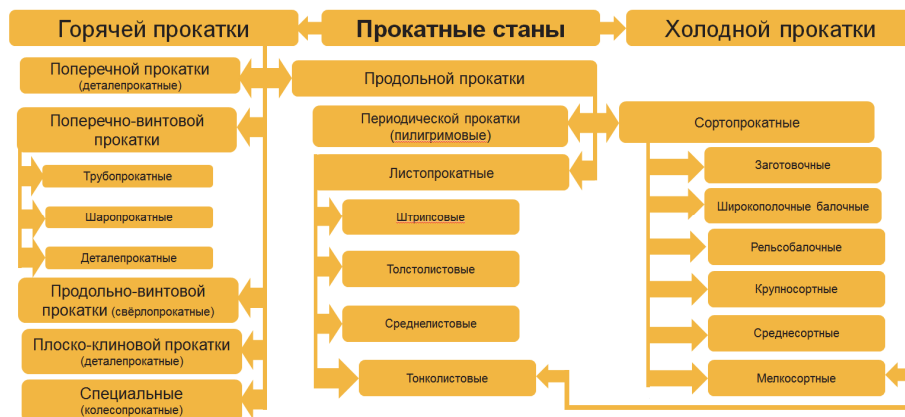 Горячей прокатки
Прокатные станы
Холодной прокатки
Поперечной прокатки
(деталепрокатные)
Продольной прокатки
Поперечно-винтовой
прокатки
Трубопрокатные
Шаропрокатные
Деталепрокатные
Продольно-винтовой
прокатки (свёрлопрокатные)
Плоско-клиновой прокатки
(деталепрокатные)
Специальные
(колесопрокатные)
Периодической прокатки
(пилигримовые)
Листопрокатные
Штрипсовые
Толстолистовые
Среднелистовые
Тонколистовые
Сортопрокатные
Заготовочные
Широкополочные балочные
Рельсобалочные
Крупносортные
Среднесортные
Мелкосортные